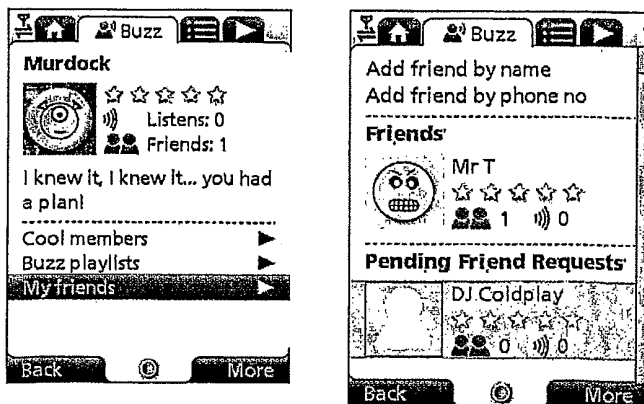 Buzz
Murdock
Listens: 0
Friends: 1
I knew it, I knew it... you had
a plan!
Cool members
Buzz playlists
My friends
Back More
Buzz
Add friend by name
Add friend by phone no
Friends
Mr T
1 0
Pending Friend Requests
DJ Coldplay
0 0
Back More